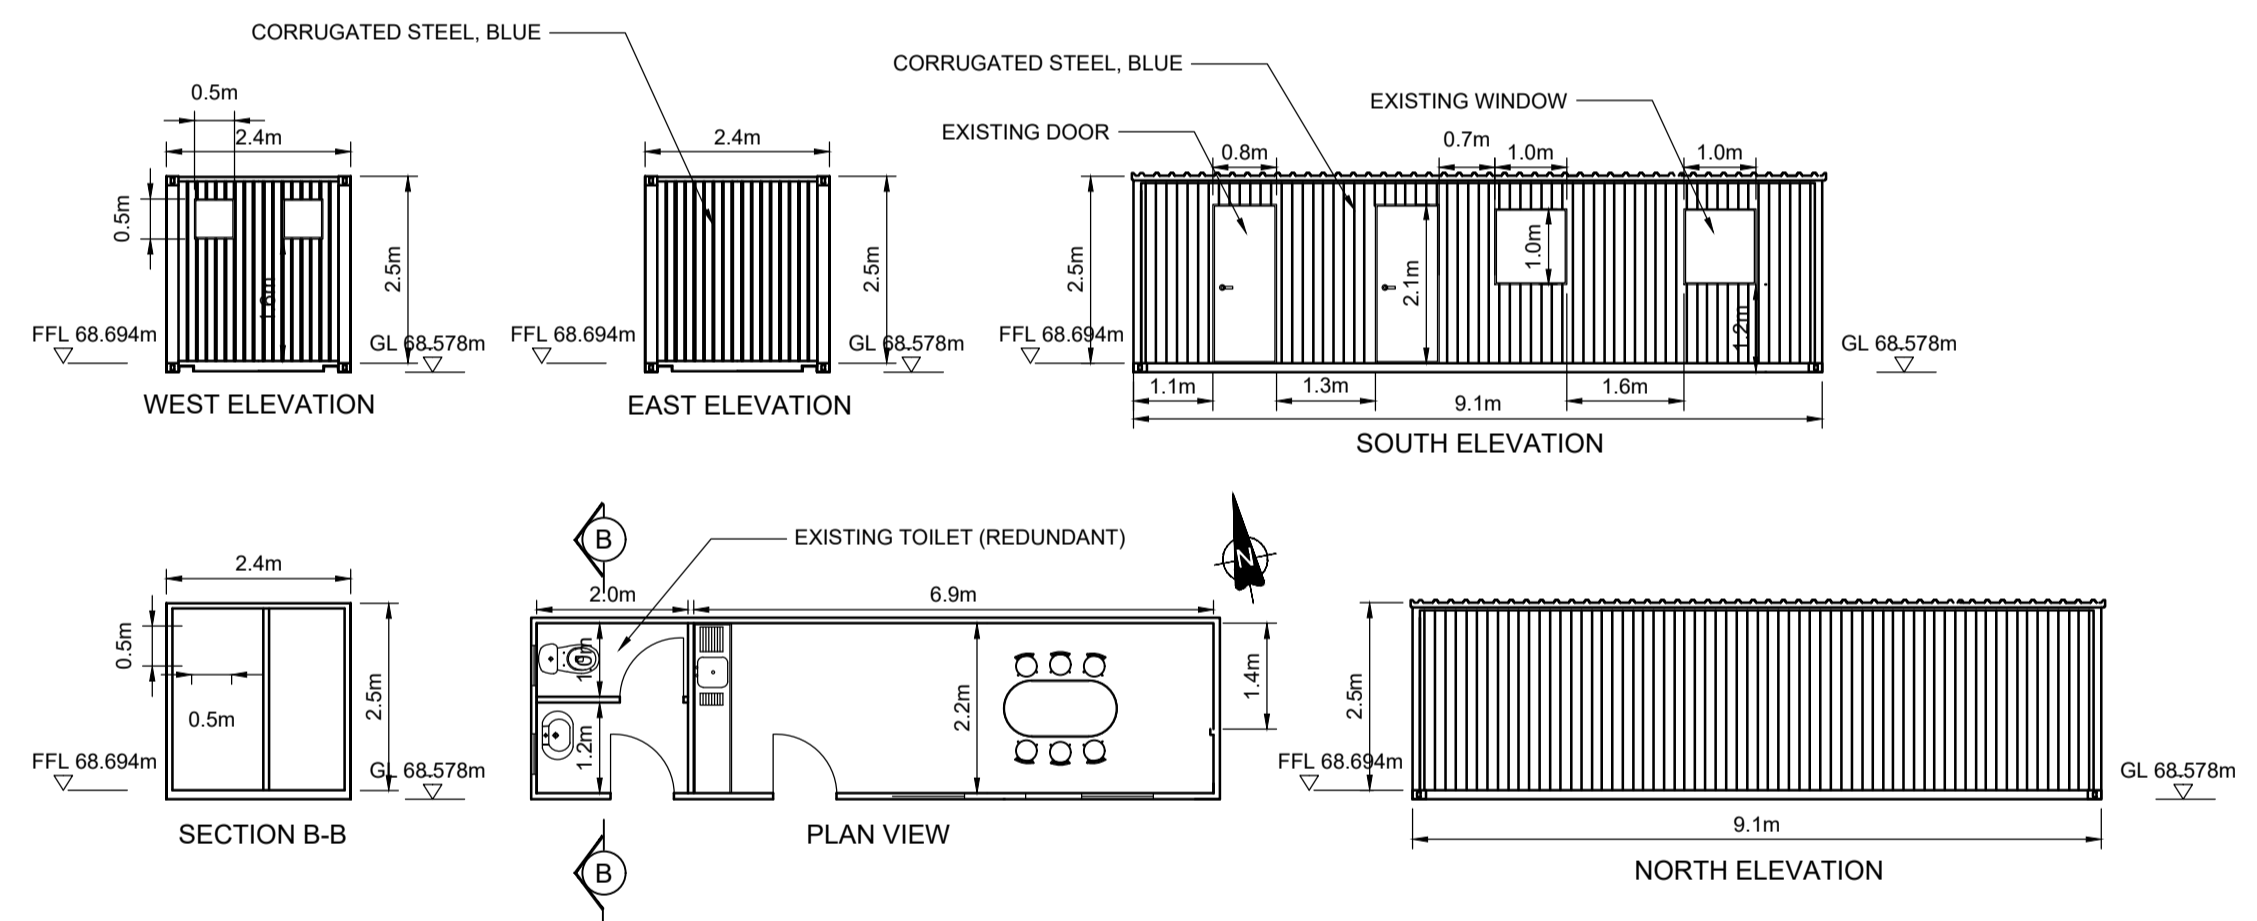 CORRUGATED STEEL, BLUE
0.5m
2.4m
0.5m
1.6m
2.5m
FFL 68.694m
GL 68.578m
WEST ELEVATION
2.4m
2.5m
FFL 68.694m
GL 68.578m
EAST ELEVATION
CORRUGATED STEEL, BLUE
EXISTING WINDOW
EXISTING DOOR
0.8m
0.7m
1.0m
1.0m
2.5m
2.1m
1.0m
1.2m
FFL 68.694m
GL 68.578m
1.1m
1.3m
9.1m
1.6m
SOUTH ELEVATION
2.4m
0.5m
0.5m
2.5m
FFL 68.694m
GL 68.578m
SECTION B-B
B
EXISTING TOILET (REDUNDANT)
2.0m
6.9m
1.0m
1.2m
2.2m
1.4m
N
PLAN VIEW
B
2.5m
FFL 68.694m
GL 68.578m
9.1m
NORTH ELEVATION